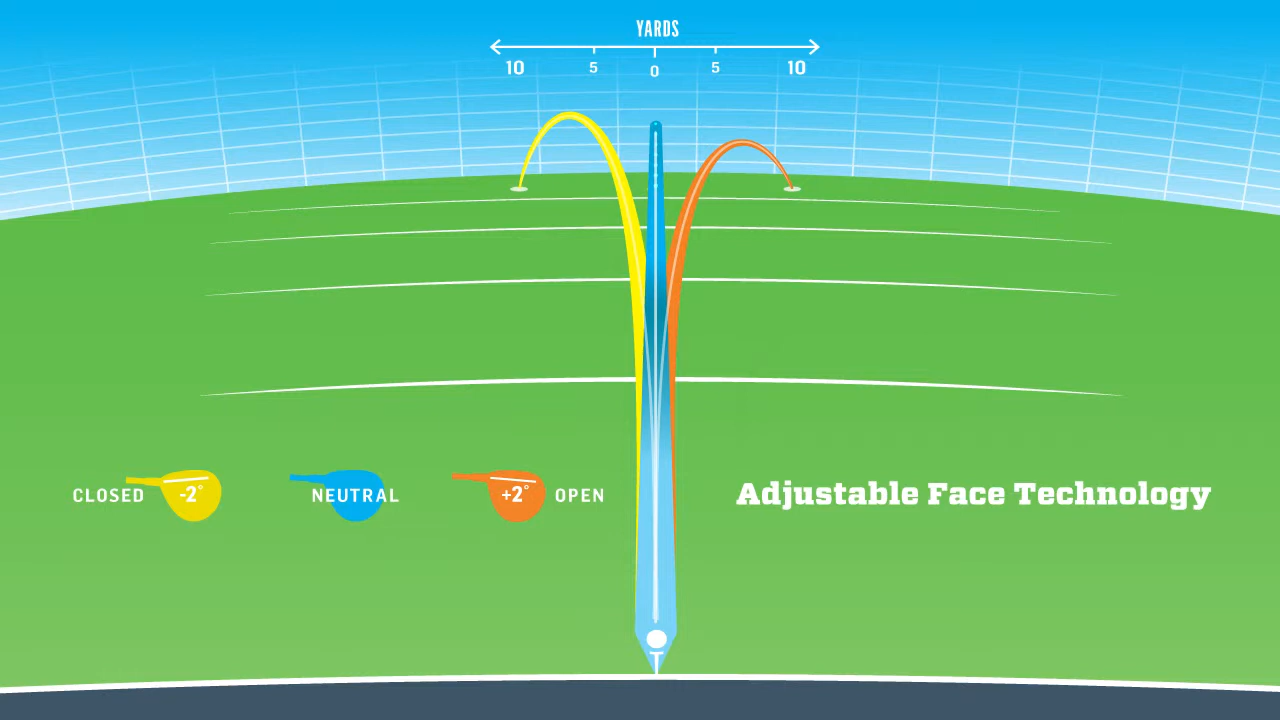 YARDS
10 5 0 5 10
CLOSED -2° NEUTRAL +2° OPEN
Adjustable Face Technology